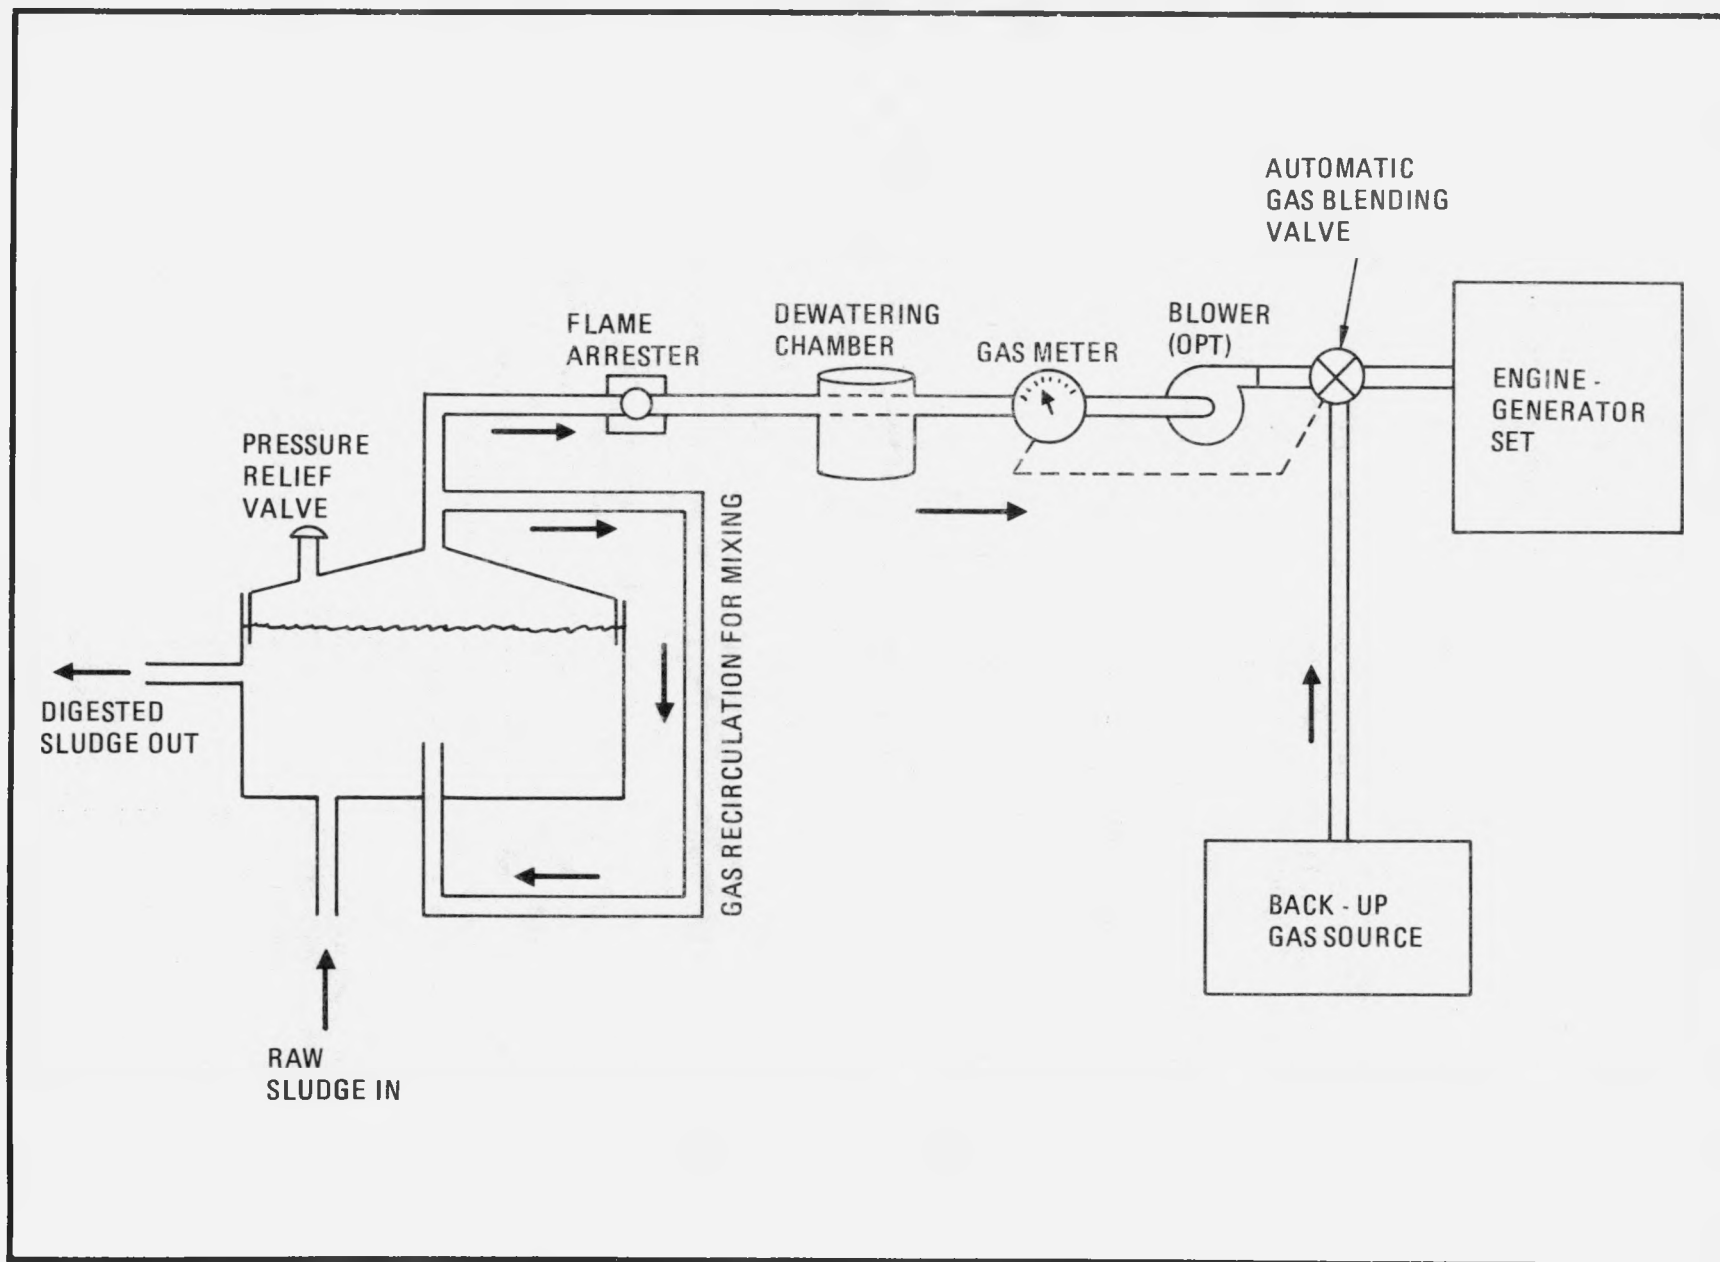 AUTOMATIC
GAS BLENDING
VALVE
FLAME
ARRESTER
DEWATERING
CHAMBER
GAS METER
BLOWER
(OPT)
ENGINE -
GENERATOR
SET
PRESSURE
RELIEF
VALVE
GAS RECIRCULATION FOR MIXING
DIGESTED
SLUDGE OUT
BACK - UP
GAS SOURCE
RAW
SLUDGE IN